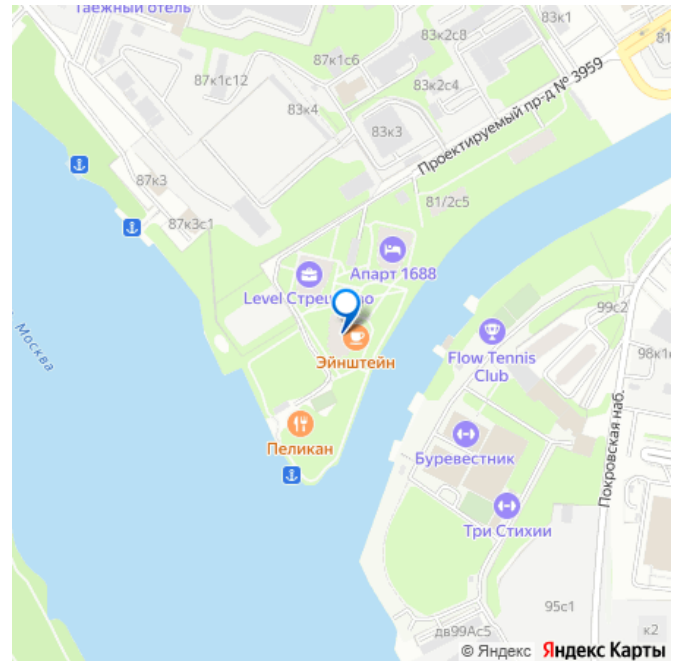 Таёжный отель
83к1
83к2с8
81
87к1с6
87к1с12
83к2с4
83к4
83к3
Проектируемый пр-д № 3959
87к3
81/2с5
87к3с1
Апарт 1688
Level Стрешнево
99с2
Москва
Эйнштейн
Flow Tennis
Club
98к1
Пеликан
Буревестник
Покровская наб.
Три Стихии
95с1
дв99Ас5
к2
© Яндекс Яндекс Карты